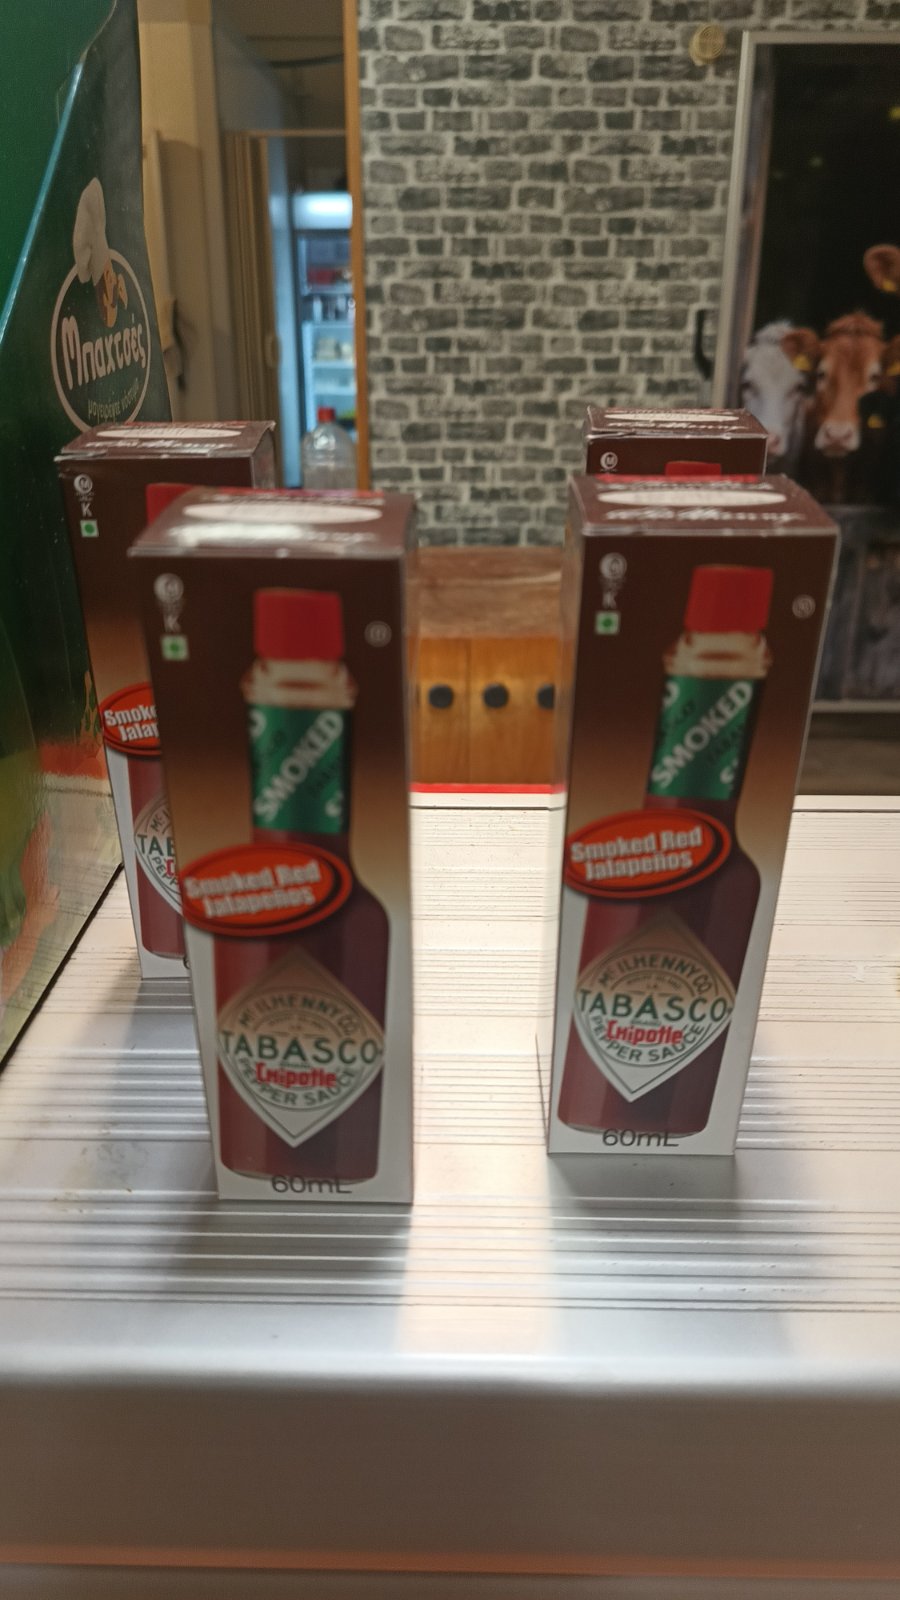 Μπαχτσές
K
Smoked Red
Jalapeños
SMOKED
McILHENNY CO.
TABASCO
Chipotle
PEPPER SAUCE
60mL
K
Smoked Red
Jalapeños
SMOKED
McILHENNY CO.
TABASCO
Chipotle
PEPPER SAUCE
60mL
K